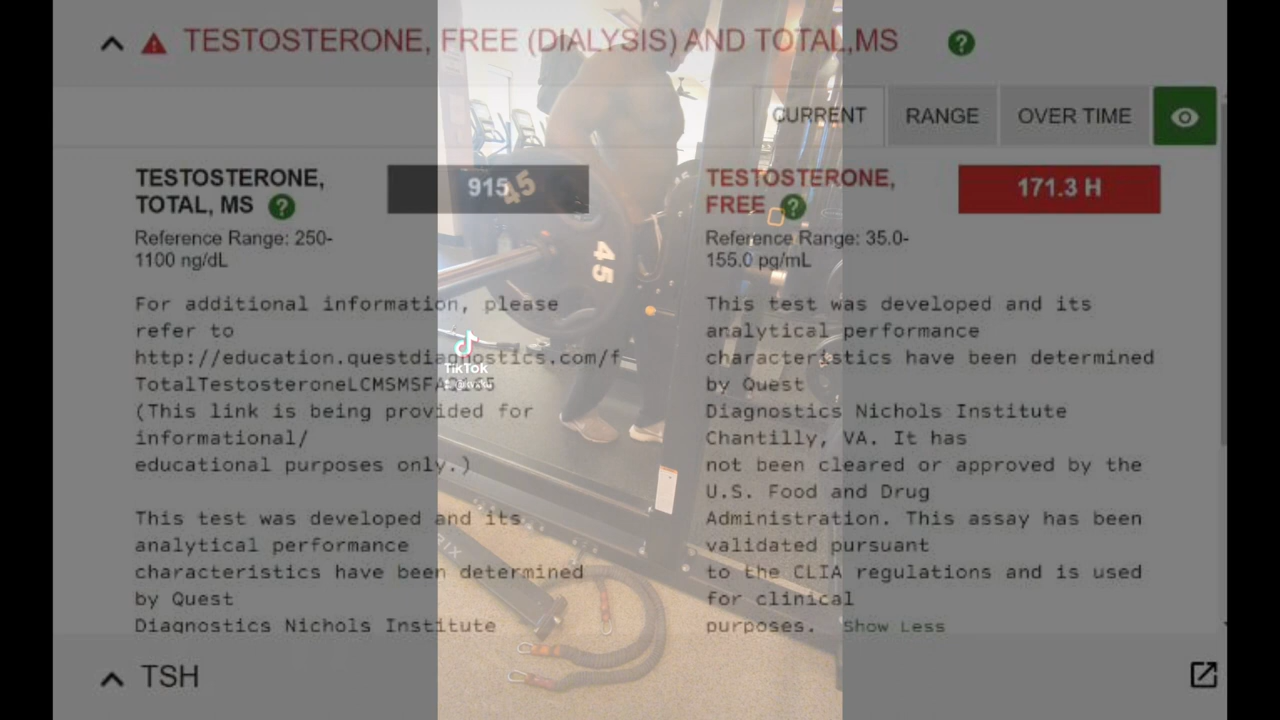 TESTOSTERONE, FREE (DIALYSIS) AND TOTAL,MS
CURRENT
RANGE
OVER TIME
TESTOSTERONE,
TOTAL, MS
915
Reference Range: 250-
1100 ng/dL
For additional information, please
refer to
http://education.questdiagnostics.com/f
(This link is being provided for
informational/
educational purposes only.)
This test was developed and its
analytical performance
characteristics have been determined
by Quest
Diagnostics Nichols Institute
TESTOSTERONE,
FREE
171.3 H
Reference Range: 35.0-
155.0 pg/mL
This test was developed and its
analytical performance
characteristics have been determined
by Quest
Diagnostics Nichols Institute
Chantilly, VA. It has
not been cleared or approved by the
U.S. Food and Drug
Administration. This assay has been
validated pursuant
to the CLIA regulations and is used
for clinical
purposes. Show Less
45
45
TikTok
TSH